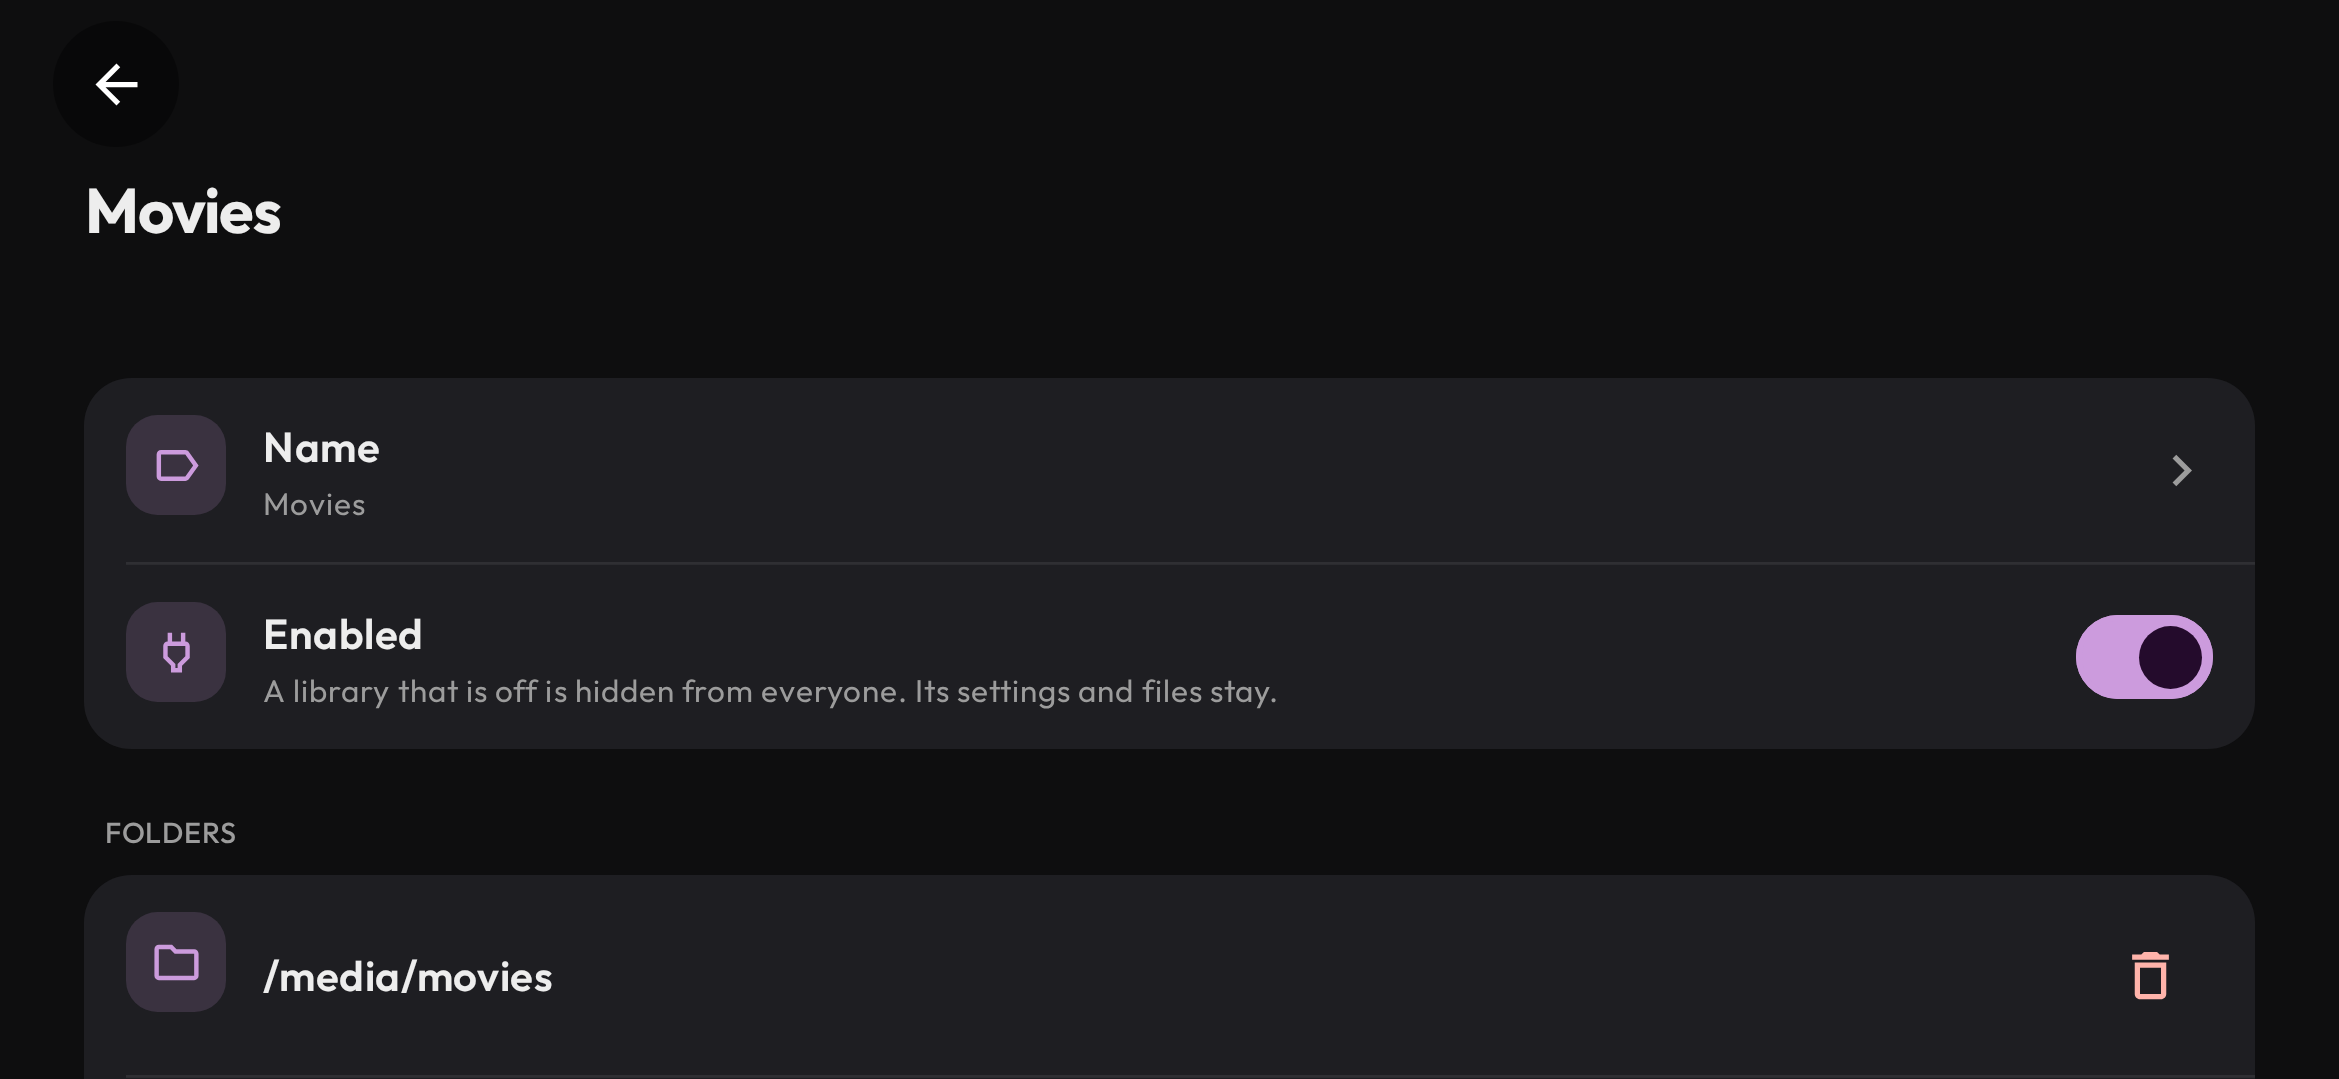 Movies
Name
Movies
Enabled
A library that is off is hidden from everyone. Its settings and files stay.
FOLDERS
/media/movies